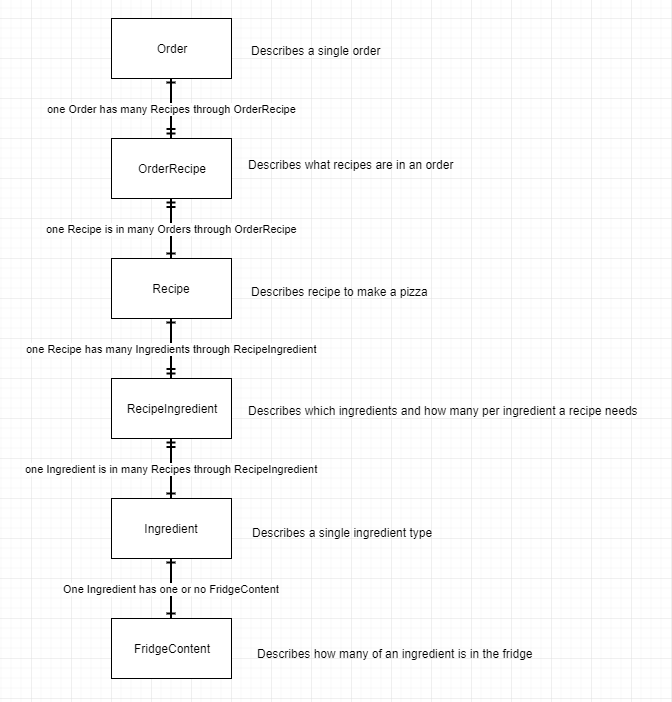 Order
Describes a single order
one Order has many Recipes through OrderRecipe
OrderRecipe
Describes what recipes are in an order
one Recipe is in many Orders through OrderRecipe
Recipe
Describes recipe to make a pizza
one Recipe has many Ingredients through RecipeIngredient
RecipeIngredient
Describes which ingredients and how many per ingredient a recipe needs
one Ingredient is in many Recipes through RecipeIngredient
Ingredient
Describes a single ingredient type
One Ingredient has one or no FridgeContent
FridgeContent
Describes how many of an ingredient is in the fridge